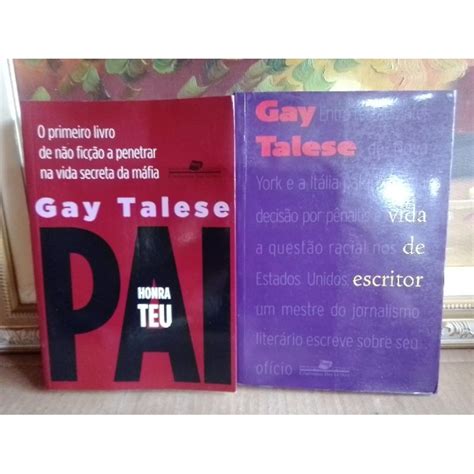 O primeiro livro
de não ficção a penetrar
na vida secreta da máfia
Gay Talese
HONRA
TEU
PAI
Gay
Talese
York e a Itália
decisão por pênaltis e vida
a questão racial nos de
Estados Unidos escritor
um mestre do jornalismo
literário escreve sobre seu
ofício